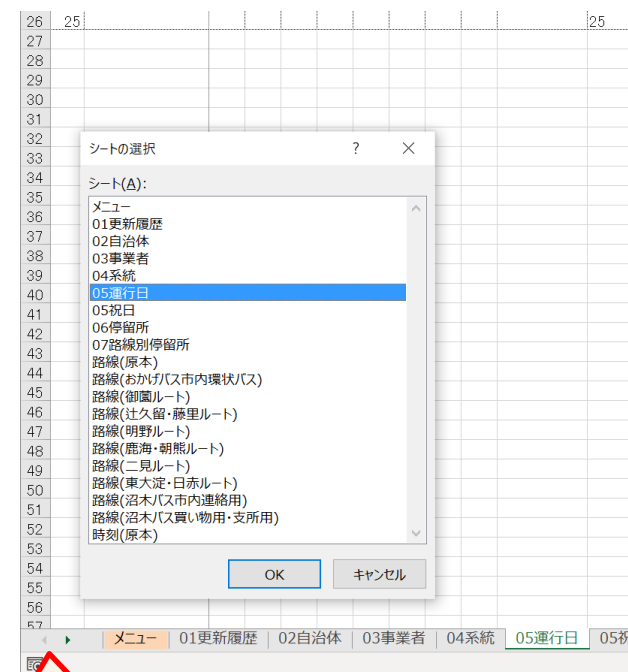 26 25 25
27
28
29
30
31
32
33
34
35
36
37
38
39
40
41
42
43
44
45
46
47
48
49
50
51
52
53
54
55
56
57
シートの選択 ? ×
シート(A):
メニュー
01更新履歴
02自治体
03事業者
04系統
05運行日
05祝日
06停留所
07路線別停留所
路線(原本)
路線(おかげバス市内環状バス)
路線(御薗ルート)
路線(辻久留・藤里ルート)
路線(明野ルート)
路線(鹿海・朝熊ルート)
路線(二見ルート)
路線(東大淀・日赤ルート)
路線(沼木バス市内連絡用)
路線(沼木バス買い物用・支所用)
時刻(原本)
OK キャンセル
メニュー 01更新履歴 02自治体 03事業者 04系統 05運行日 05祝